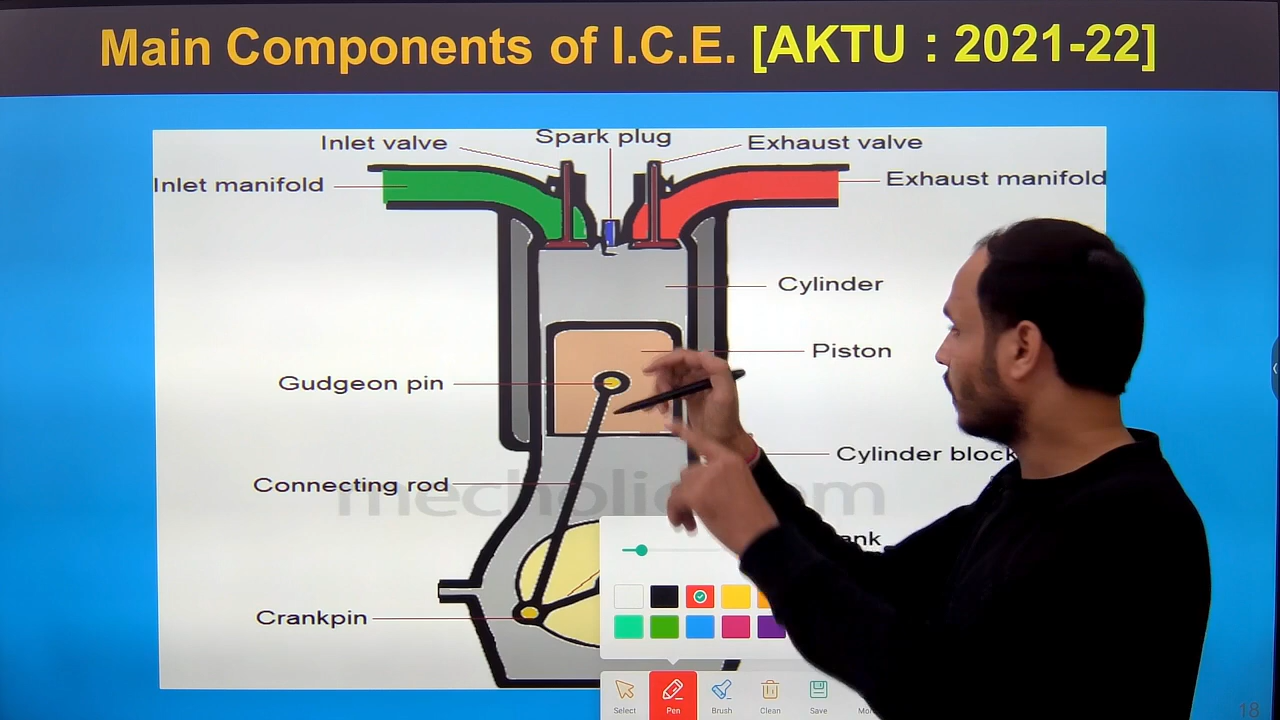 Main Components of I.C.E. [AKTU : 2021-22]
Inlet valve
Spark plug
Exhaust valve
Inlet manifold
Exhaust manifold
Cylinder
Piston
Gudgeon pin
Cylinder block
Connecting rod
Crankpin
Select
Pen
Brush
Clean
Save
18